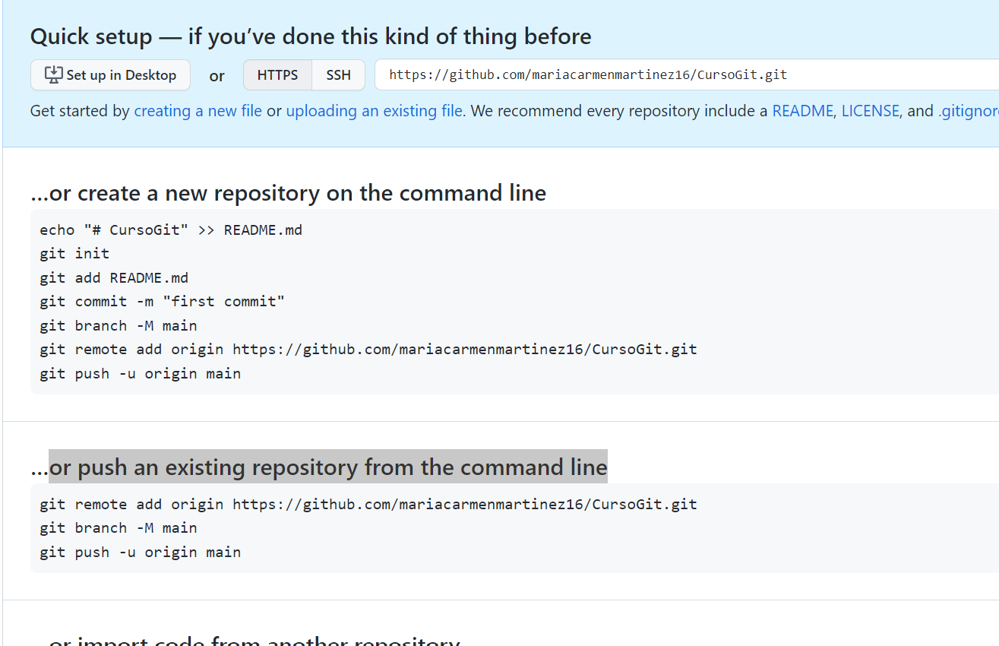 Quick setup — if you’ve done this kind of thing before
Set up in Desktop or HTTPS SSH https://github.com/mariacarmenmartinez16/CursoGit.git
Get started by creating a new file or uploading an existing file. We recommend every repository include a README, LICENSE, and .gitignor
…or create a new repository on the command line
echo "# CursoGit" >> README.md
git init
git add README.md
git commit -m "first commit"
git branch -M main
git remote add origin https://github.com/mariacarmenmartinez16/CursoGit.git
git push -u origin main
…or push an existing repository from the command line
git remote add origin https://github.com/mariacarmenmartinez16/CursoGit.git
git branch -M main
git push -u origin main
…or import code from another repository